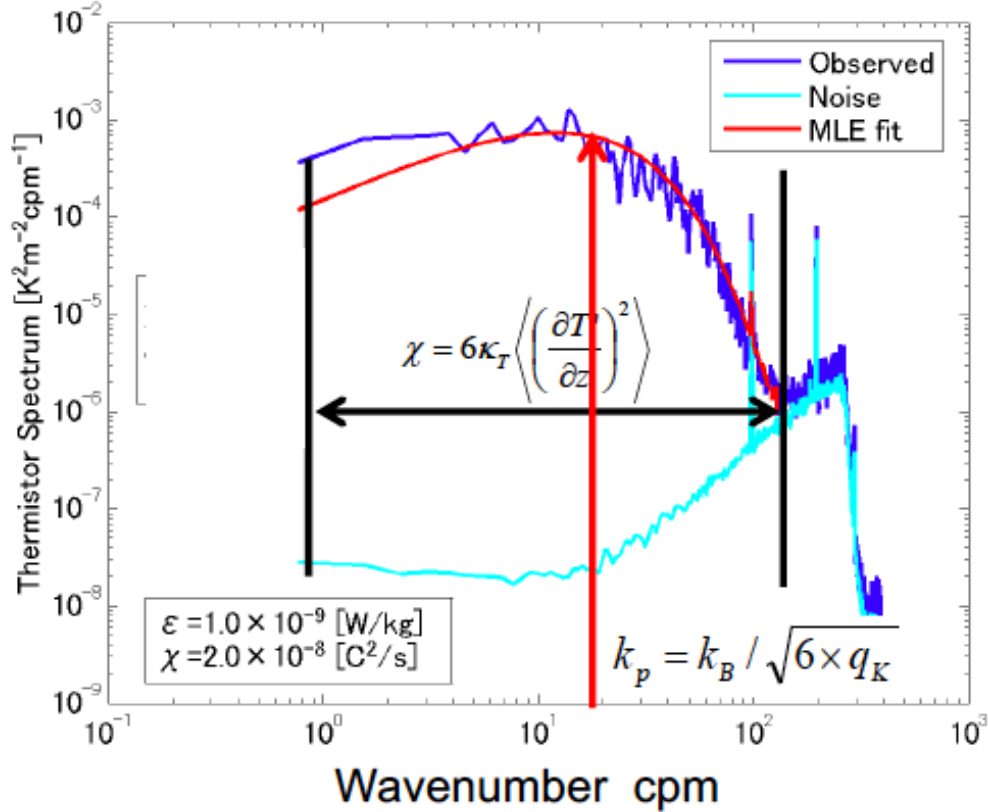 10⁻²
10⁻³
10⁻⁴
10⁻⁵
10⁻⁶
10⁻⁷
10⁻⁸
10⁻⁹
Thermistor Spectrum [K²m⁻²cpm⁻¹]
Observed
Noise
MLE fit
χ = 6κ_T ⟨(∂T'/∂z)²⟩
ε =1.0 × 10⁻⁹ [W/kg]
χ =2.0 × 10⁻⁸ [C²/s]
k_p = k_B / √(6 × q_K)
10⁻¹ 10⁰ 10¹ 10² 10³
Wavenumber cpm